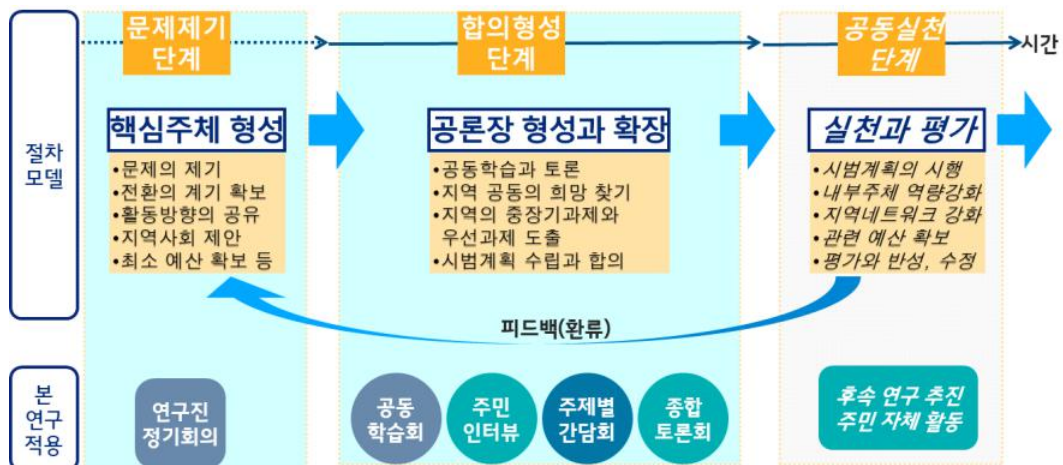 문제제기
단계
합의형성
단계
공동실천
단계
시간
절차
모델
핵심주체 형성
•문제의 제기
•전환의 계기 확보
•활동방향의 공유
•지역사회 제안
•최소 예산 확보 등
공론장 형성과 확장
•공동학습과 토론
•지역 공동의 희망 찾기
•지역의 중장기과제와
우선과제 도출
•시범계획 수립과 합의
실천과 평가
•시범계획의 시행
•내부주체 역량강화
•지역네트워크 강화
•관련 예산 확보
•평가와 반성, 수정
피드백(환류)
본
연구
적용
연구진
정기회의
공동
학습회
주민
인터뷰
주제별
간담회
종합
토론회
후속 연구 추진
주민 자체 활동